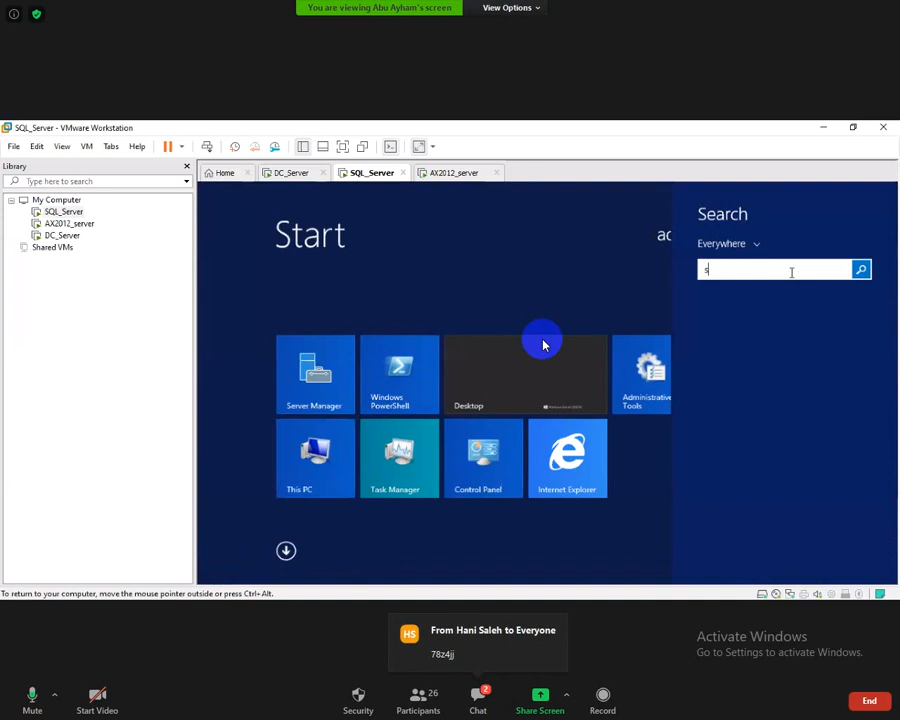 You are viewing Abu Ayham's screen
View Options
SQL_Server - VMware Workstation
File Edit View VM Tabs Help
Library
Type here to search
My Computer
SQL_Server
AX2012_server
DC_Server
Shared VMs
Home
DC_Server
SQL_Server
AX2012_server
Start
ad
Search
Everywhere
s
Server Manager
Windows PowerShell
Desktop
Administrative Tools
This PC
Task Manager
Control Panel
Internet Explorer
To return to your computer, move the mouse pointer outside or press Ctrl+Alt.
HS
From Hani Saleh to Everyone
78z4jj
Activate Windows
Go to Settings to activate Windows.
Mute
Start Video
Security
26
Participants
2
Chat
Share Screen
Record
End